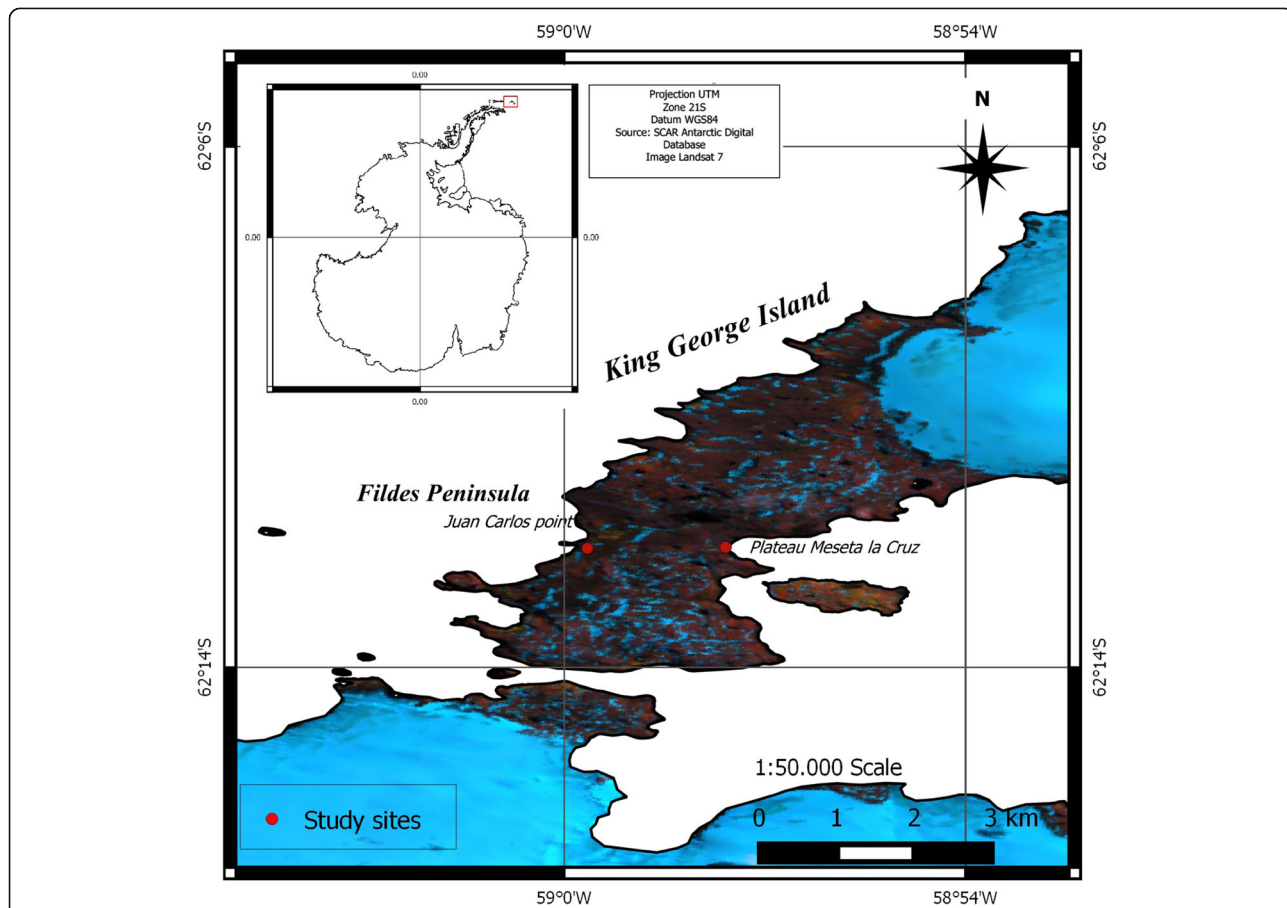 59°0'W
58°54'W
0.00
Projection UTM
Zone 21S
Datum WGS84
Source: SCAR Antarctic Digital
Database
Image Landsat 7
N
62°6'S
62°6'S
0.00
0.00
0.00
King George Island
Fildes Peninsula
Juan Carlos point
Plateau Meseta la Cruz
62°14'S
62°14'S
1:50.000 Scale
0 1 2 3 km
Study sites
59°0'W
58°54'W